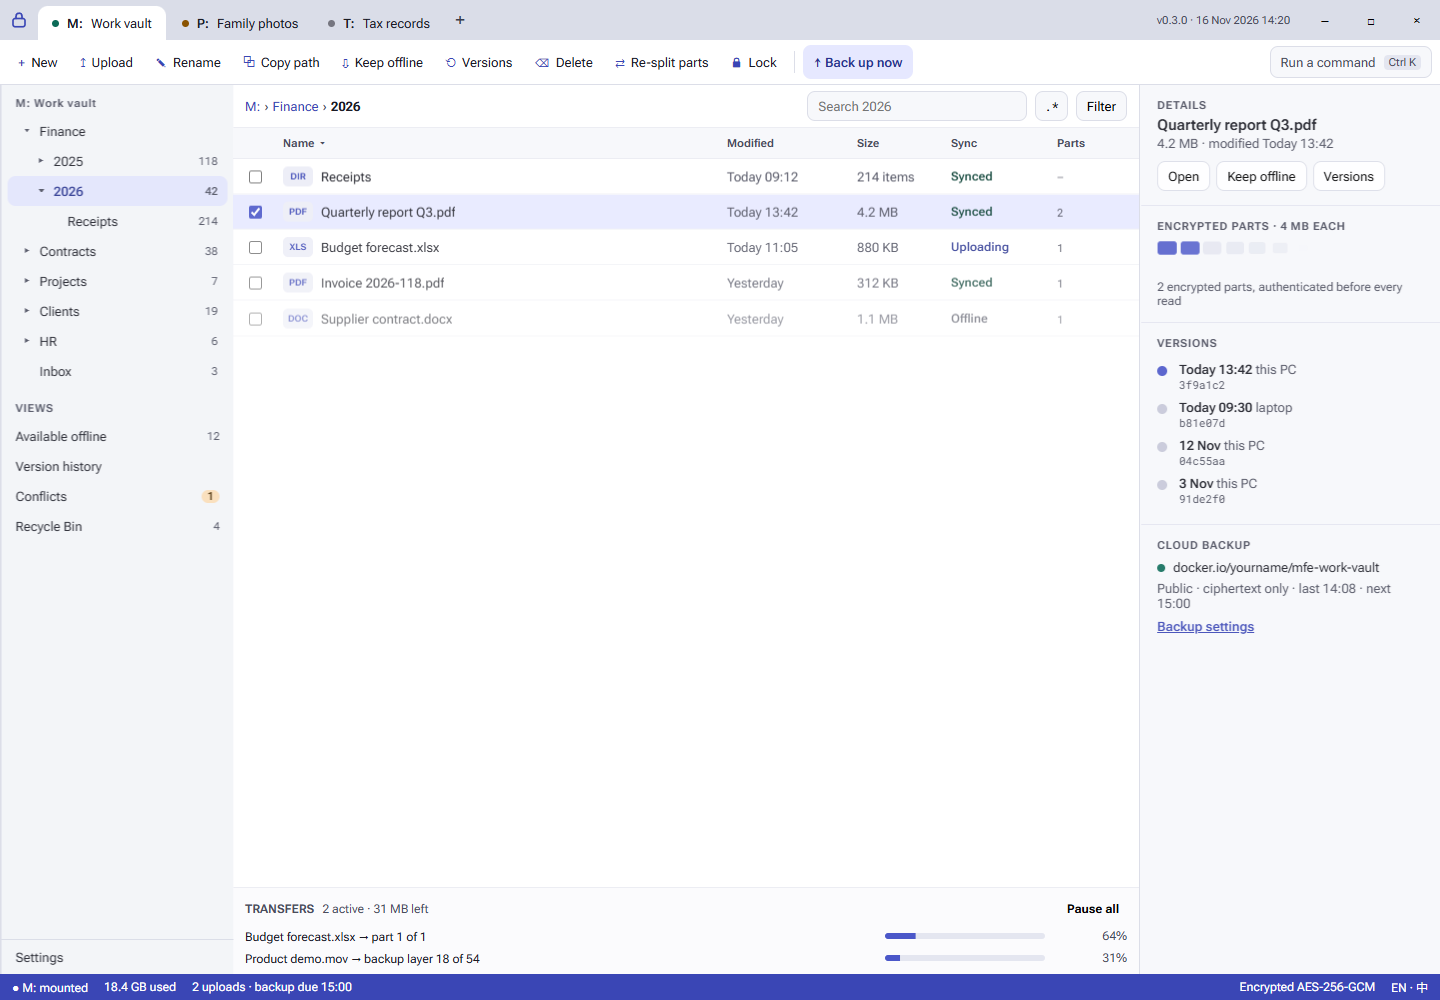 M: Work vault
P: Family photos
T: Tax records
+
v0.3.0 · 16 Nov 2026 14:20
+ New
↑ Upload
Rename
Copy path
⇩ Keep offline
Versions
⌫ Delete
⇄ Re-split parts
Lock
↑ Back up now
Run a command Ctrl K
M: Work vault
Finance
2025 118
2026 42
Receipts 214
Contracts 38
Projects 7
Clients 19
HR 6
Inbox 3
VIEWS
Available offline 12
Version history
Conflicts 1
Recycle Bin 4
Settings
M: › Finance › 2026
Search 2026
.*
Filter
Name Modified Size Sync Parts
DIR Receipts Today 09:12 214 items Synced –
PDF Quarterly report Q3.pdf Today 13:42 4.2 MB Synced 2
XLS Budget forecast.xlsx Today 11:05 880 KB Uploading 1
PDF Invoice 2026-118.pdf Yesterday 312 KB Synced 1
DOC Supplier contract.docx Yesterday 1.1 MB Offline 1
TRANSFERS 2 active · 31 MB left Pause all
Budget forecast.xlsx → part 1 of 1 64%
Product demo.mov → backup layer 18 of 54 31%
DETAILS
Quarterly report Q3.pdf
4.2 MB · modified Today 13:42
Open Keep offline Versions
ENCRYPTED PARTS · 4 MB EACH
2 encrypted parts, authenticated before every
read
VERSIONS
Today 13:42 this PC
3f9a1c2
Today 09:30 laptop
b81e07d
12 Nov this PC
04c55aa
3 Nov this PC
91de2f0
CLOUD BACKUP
docker.io/yourname/mfe-work-vault
Public · ciphertext only · last 14:08 · next
15:00
Backup settings
● M: mounted 18.4 GB used 2 uploads · backup due 15:00
Encrypted AES-256-GCM EN · 中